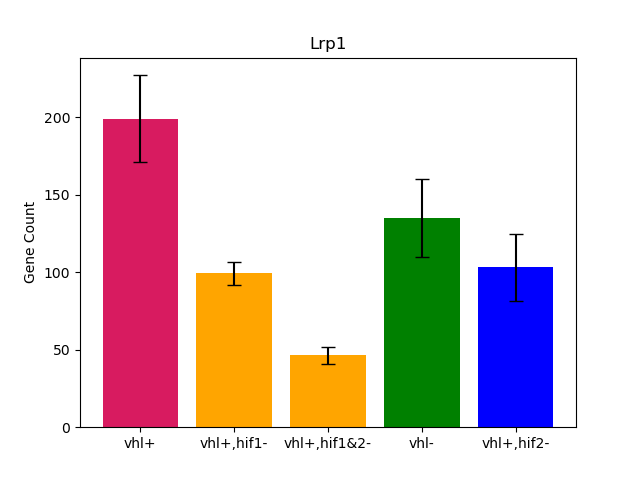 Lrp1
Gene Count
200
150
100
50
0
vhl+
vhl+,hif1-
vhl+,hif1&2-
vhl-
vhl+,hif2-